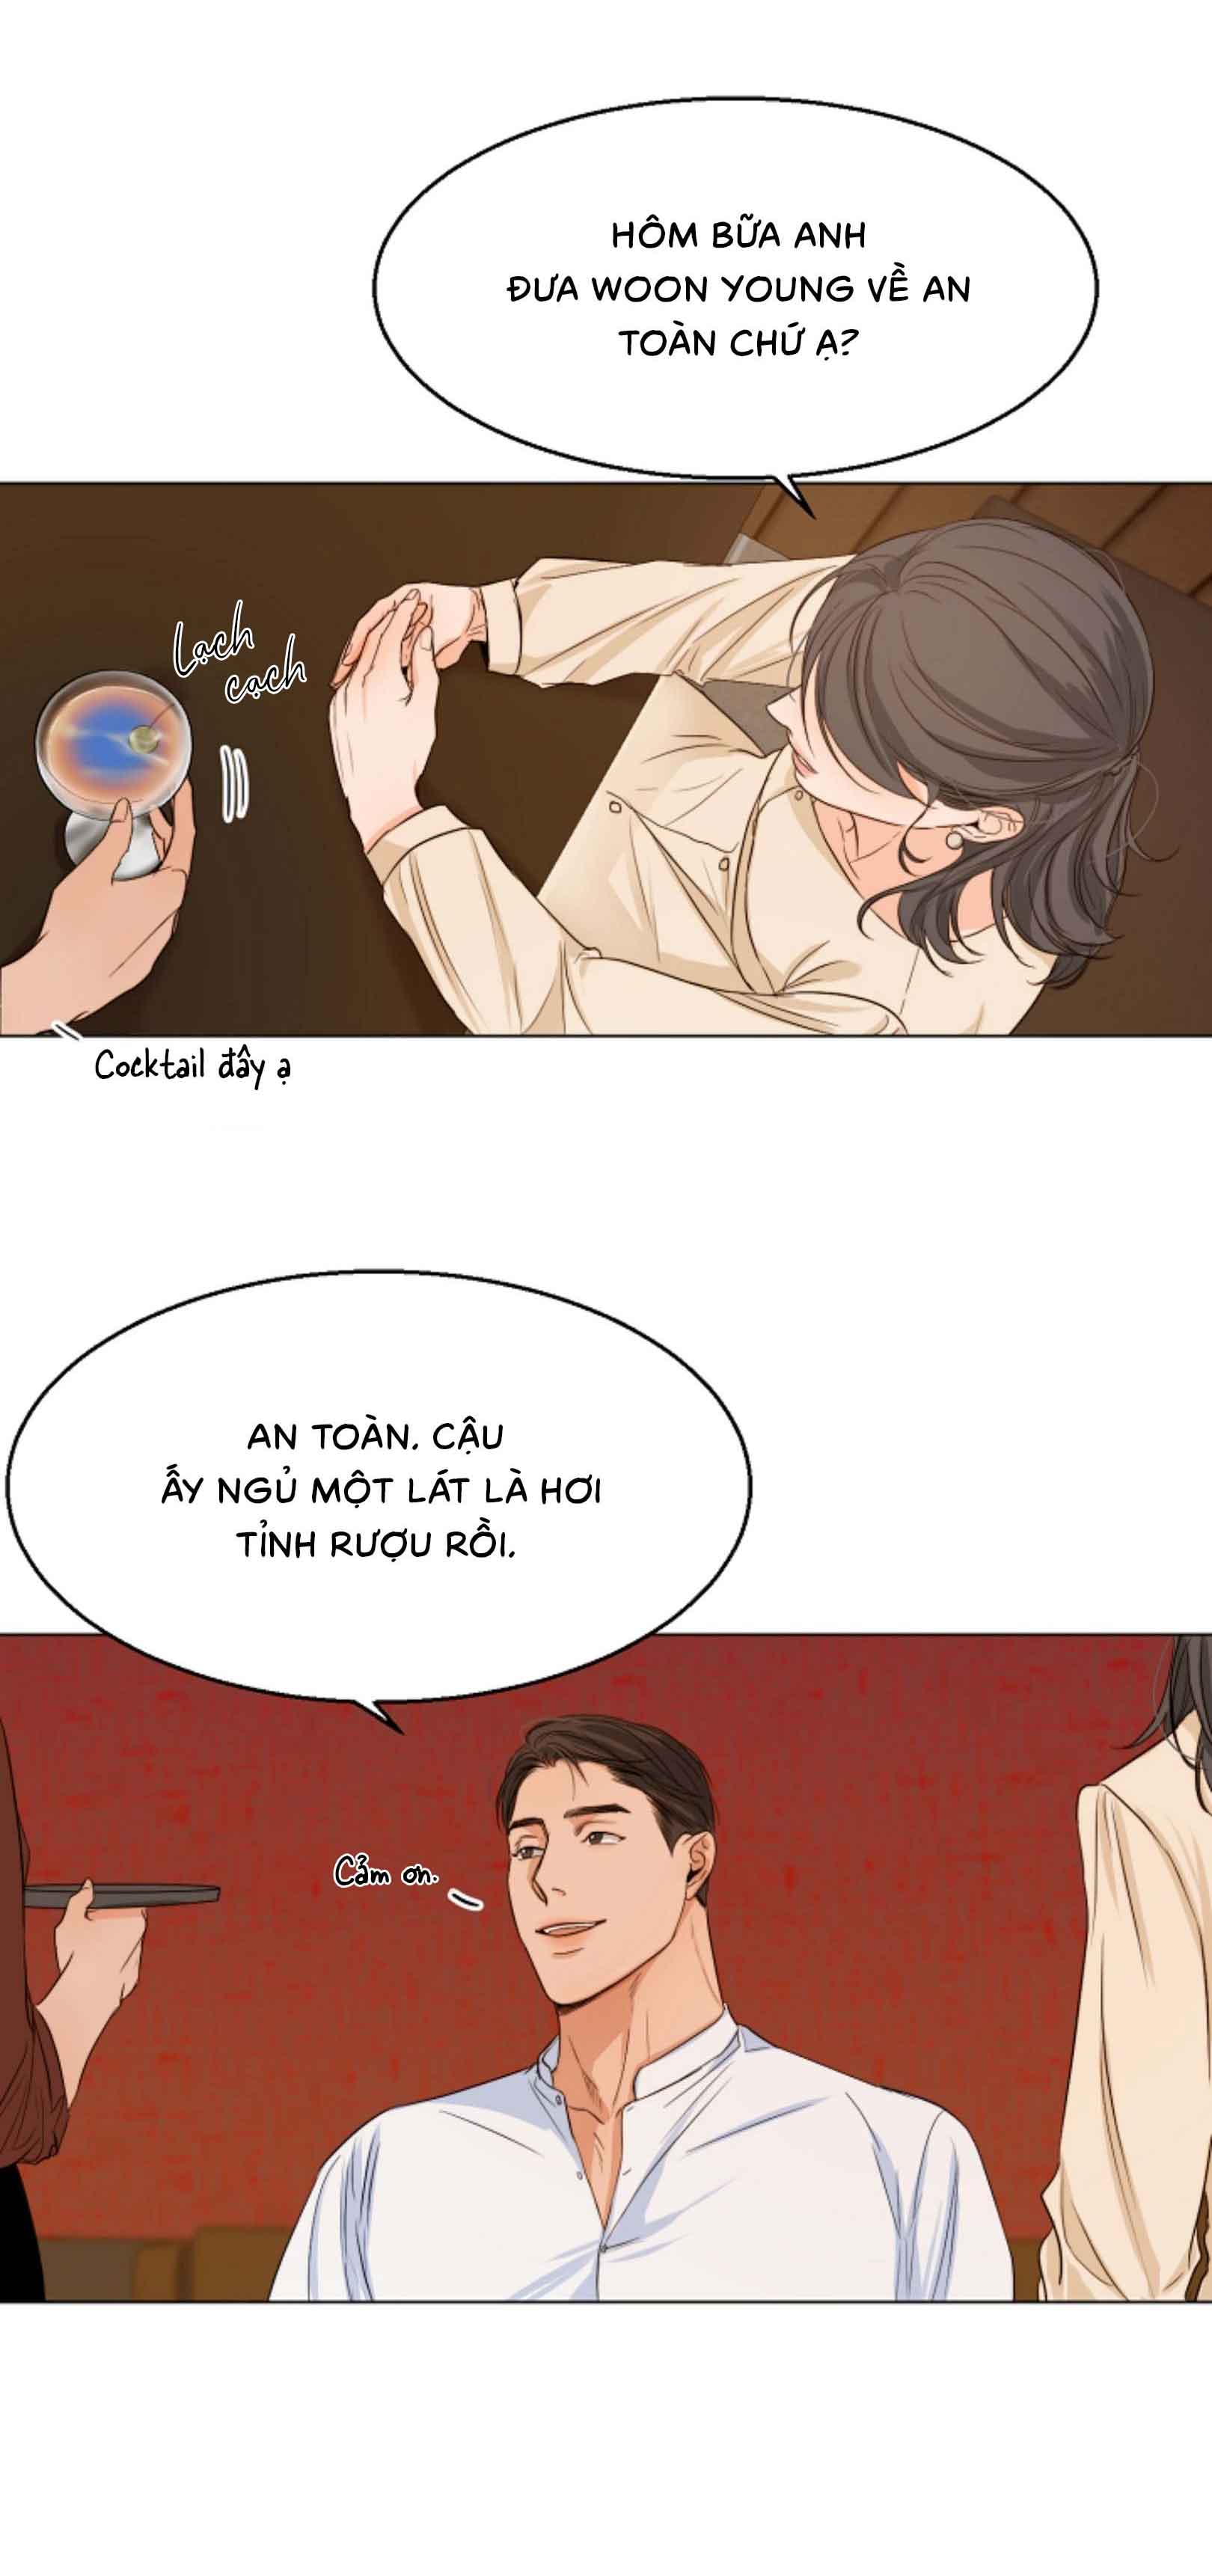 HÔM BỮA ANH
ĐƯA WOON YOUNG VỀ AN
TOÀN CHỨ Ạ?
Lạch
cạch
Cocktail đây ạ
AN TOÀN. CẬU
ẤY NGỦ MỘT LÁT LÀ HƠI
TỈNH RƯỢU RỒI.
Cảm ơn.